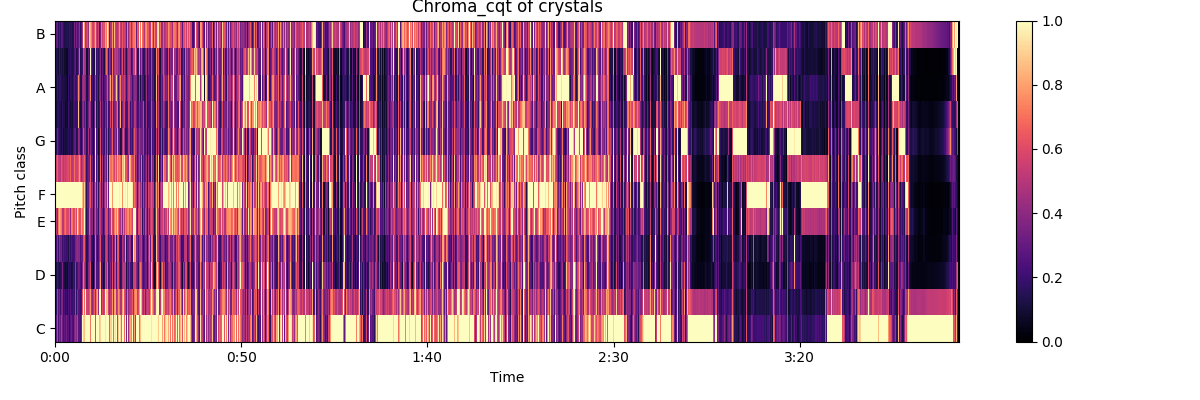 Chroma_cqt of crystals
Pitch class
B
A
G
F
E
D
C
0:00 0:50 1:40 2:30 3:20
Time
1.0
0.8
0.6
0.4
0.2
0.0